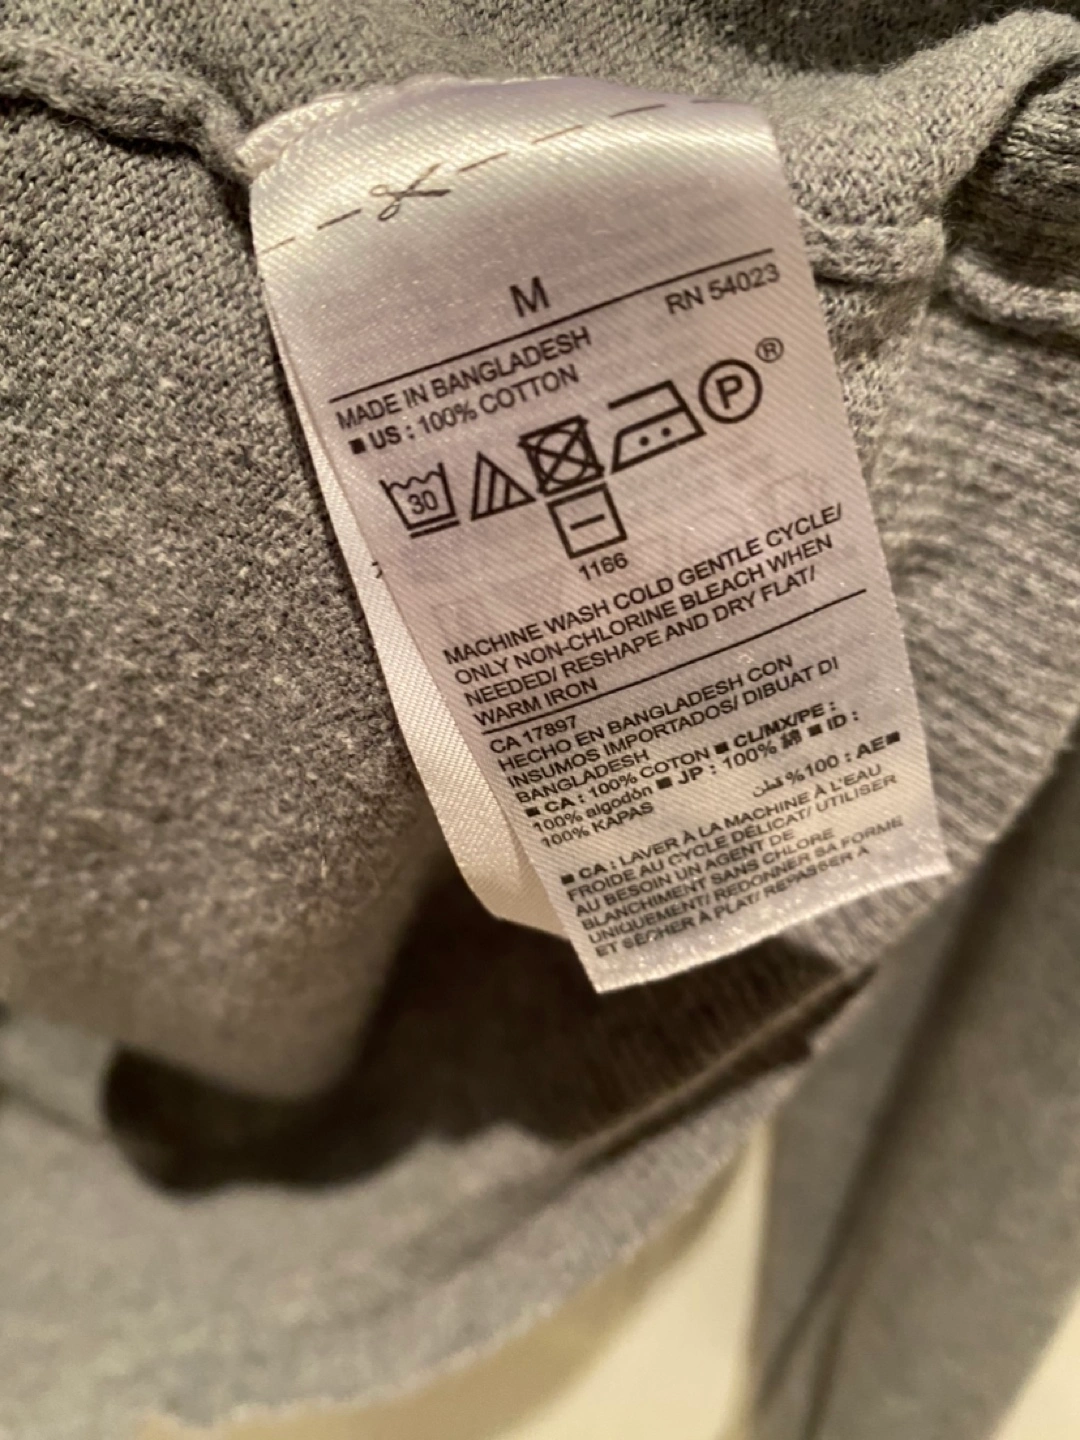 M
RN 54023
MADE IN BANGLADESH
■ US : 100% COTTON
30
P ®
1166
MACHINE WASH COLD GENTLE CYCLE/
ONLY NON-CHLORINE BLEACH WHEN
NEEDED/ RESHAPE AND DRY FLAT/
WARM IRON
CA 17897
HECHO EN BANGLADESH CON
INSUMOS IMPORTADOS/ DIBUAT DI
BANGLADESH
■ CA : 100% COTON ■ CL/MX/PE :
100% algodón ■ JP : 100% 綿 ■ ID :
100% KAPAS
قطن %100 : AE■
■ CA : LAVER À LA MACHINE À L'EAU
FROIDE AU CYCLE DÉLICAT/ UTILISER
AU BESOIN UN AGENT DE
BLANCHIMENT SANS CHLORE
UNIQUEMENT/ REDONNER SA FORME
ET SÉCHER À PLAT/ REPASSER À